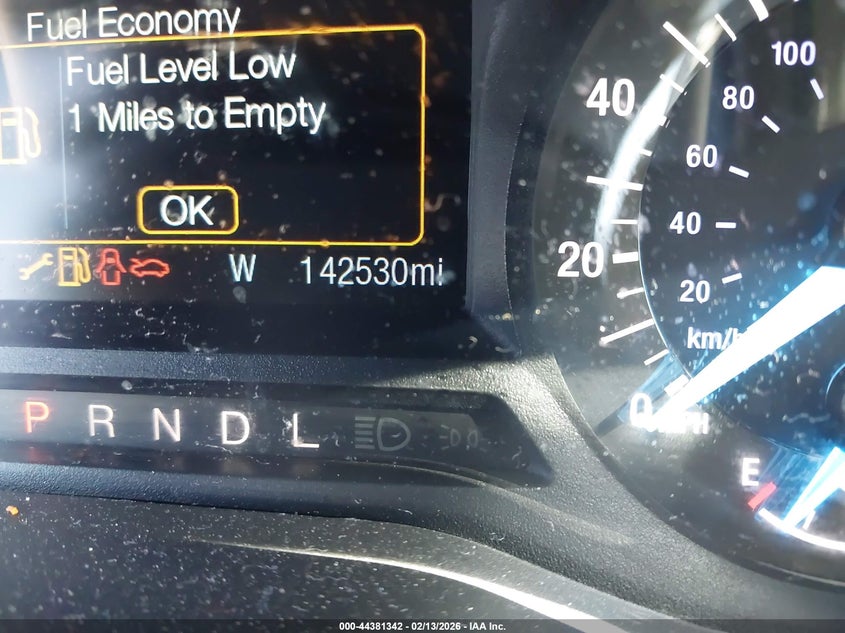 Fuel Economy
Fuel Level Low
1 Miles to Empty
OK
W 142530mi
P R N D L
100
80
60
40
20
km/h
40
20
0
E
000-44381342 - 02/13/2026 - IAA Inc.